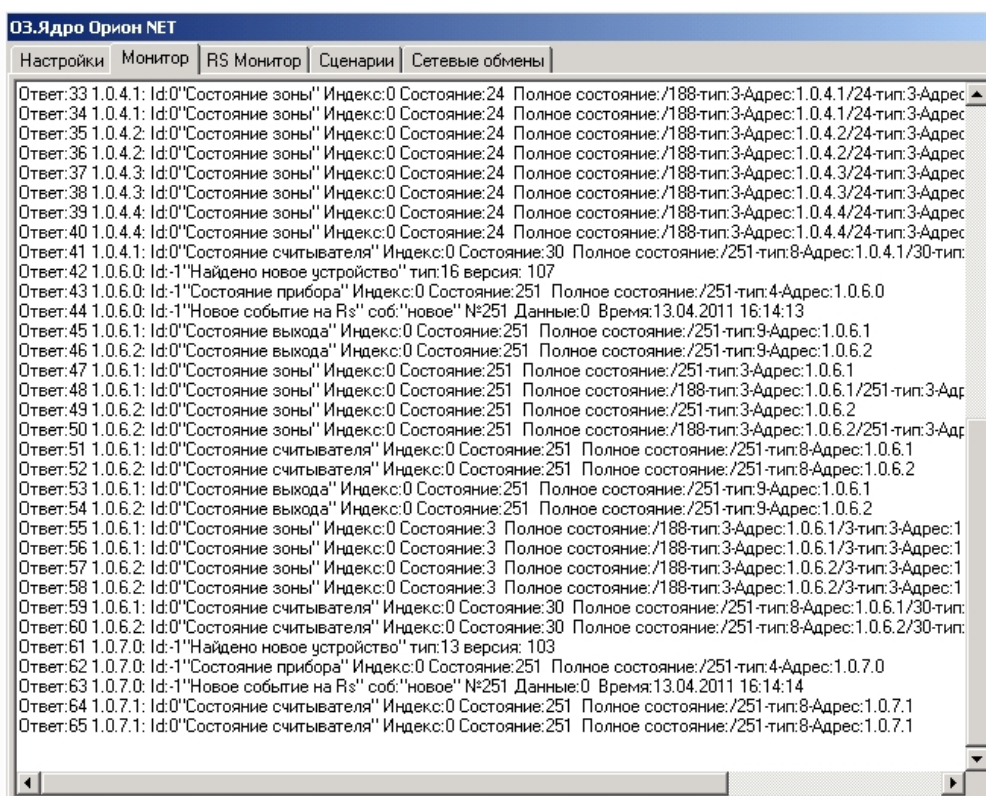 ОЗ.Ядро Орион NET
Настройки Монитор RS Монитор Сценарии Сетевые обмены
Ответ:33 1.0.4.1: Id:0"Состояние зоны" Индекс:0 Состояние:24 Полное состояние:/188-тип:3-Адрес:1.0.4.1/24-тип:3-Адрес
Ответ:34 1.0.4.1: Id:0"Состояние зоны" Индекс:0 Состояние:24 Полное состояние:/188-тип:3-Адрес:1.0.4.1/24-тип:3-Адрес
Ответ:35 1.0.4.2: Id:0"Состояние зоны" Индекс:0 Состояние:24 Полное состояние:/188-тип:3-Адрес:1.0.4.2/24-тип:3-Адрес
Ответ:36 1.0.4.2: Id:0"Состояние зоны" Индекс:0 Состояние:24 Полное состояние:/188-тип:3-Адрес:1.0.4.2/24-тип:3-Адрес
Ответ:37 1.0.4.3: Id:0"Состояние зоны" Индекс:0 Состояние:24 Полное состояние:/188-тип:3-Адрес:1.0.4.3/24-тип:3-Адрес
Ответ:38 1.0.4.3: Id:0"Состояние зоны" Индекс:0 Состояние:24 Полное состояние:/188-тип:3-Адрес:1.0.4.3/24-тип:3-Адрес
Ответ:39 1.0.4.4: Id:0"Состояние зоны" Индекс:0 Состояние:24 Полное состояние:/188-тип:3-Адрес:1.0.4.4/24-тип:3-Адрес
Ответ:40 1.0.4.4: Id:0"Состояние зоны" Индекс:0 Состояние:24 Полное состояние:/188-тип:3-Адрес:1.0.4.4/24-тип:3-Адрес
Ответ:41 1.0.4.1: Id:0"Состояние считывателя" Индекс:0 Состояние:30 Полное состояние:/251-тип:8-Адрес:1.0.4.1/30-тип:
Ответ:42 1.0.6.0: Id:-1"Найдено новое устройство" тип:16 версия: 107
Ответ:43 1.0.6.0: Id:-1"Состояние прибора" Индекс:0 Состояние:251 Полное состояние:/251-тип:4-Адрес:1.0.6.0
Ответ:44 1.0.6.0: Id:-1"Новое событие на Rs" соб:"новое" №251 Данные:0 Время:13.04.2011 16:14:13
Ответ:45 1.0.6.1: Id:0"Состояние выхода" Индекс:0 Состояние:251 Полное состояние:/251-тип:9-Адрес:1.0.6.1
Ответ:46 1.0.6.2: Id:0"Состояние выхода" Индекс:0 Состояние:251 Полное состояние:/251-тип:9-Адрес:1.0.6.2
Ответ:47 1.0.6.1: Id:0"Состояние зоны" Индекс:0 Состояние:251 Полное состояние:/251-тип:3-Адрес:1.0.6.1
Ответ:48 1.0.6.1: Id:0"Состояние зоны" Индекс:0 Состояние:251 Полное состояние:/188-тип:3-Адрес:1.0.6.1/251-тип:3-Адр
Ответ:49 1.0.6.2: Id:0"Состояние зоны" Индекс:0 Состояние:251 Полное состояние:/251-тип:3-Адрес:1.0.6.2
Ответ:50 1.0.6.2: Id:0"Состояние зоны" Индекс:0 Состояние:251 Полное состояние:/188-тип:3-Адрес:1.0.6.2/251-тип:3-Адр
Ответ:51 1.0.6.1: Id:0"Состояние считывателя" Индекс:0 Состояние:251 Полное состояние:/251-тип:8-Адрес:1.0.6.1
Ответ:52 1.0.6.2: Id:0"Состояние считывателя" Индекс:0 Состояние:251 Полное состояние:/251-тип:8-Адрес:1.0.6.2
Ответ:53 1.0.6.1: Id:0"Состояние выхода" Индекс:0 Состояние:251 Полное состояние:/251-тип:9-Адрес:1.0.6.1
Ответ:54 1.0.6.2: Id:0"Состояние выхода" Индекс:0 Состояние:251 Полное состояние:/251-тип:9-Адрес:1.0.6.2
Ответ:55 1.0.6.1: Id:0"Состояние зоны" Индекс:0 Состояние:3 Полное состояние:/188-тип:3-Адрес:1.0.6.1/3-тип:3-Адрес:1
Ответ:56 1.0.6.1: Id:0"Состояние зоны" Индекс:0 Состояние:3 Полное состояние:/188-тип:3-Адрес:1.0.6.1/3-тип:3-Адрес:1
Ответ:57 1.0.6.2: Id:0"Состояние зоны" Индекс:0 Состояние:3 Полное состояние:/188-тип:3-Адрес:1.0.6.2/3-тип:3-Адрес:1
Ответ:58 1.0.6.2: Id:0"Состояние зоны" Индекс:0 Состояние:3 Полное состояние:/188-тип:3-Адрес:1.0.6.2/3-тип:3-Адрес:1
Ответ:59 1.0.6.1: Id:0"Состояние считывателя" Индекс:0 Состояние:30 Полное состояние:/251-тип:8-Адрес:1.0.6.1/30-тип:
Ответ:60 1.0.6.2: Id:0"Состояние считывателя" Индекс:0 Состояние:30 Полное состояние:/251-тип:8-Адрес:1.0.6.2/30-тип:
Ответ:61 1.0.7.0: Id:-1"Найдено новое устройство" тип:13 версия: 103
Ответ:62 1.0.7.0: Id:-1"Состояние прибора" Индекс:0 Состояние:251 Полное состояние:/251-тип:4-Адрес:1.0.7.0
Ответ:63 1.0.7.0: Id:-1"Новое событие на Rs" соб:"новое" №251 Данные:0 Время:13.04.2011 16:14:14
Ответ:64 1.0.7.1: Id:0"Состояние считывателя" Индекс:0 Состояние:251 Полное состояние:/251-тип:8-Адрес:1.0.7.1
Ответ:65 1.0.7.1: Id:0"Состояние считывателя" Индекс:0 Состояние:251 Полное состояние:/251-тип:8-Адрес:1.0.7.1